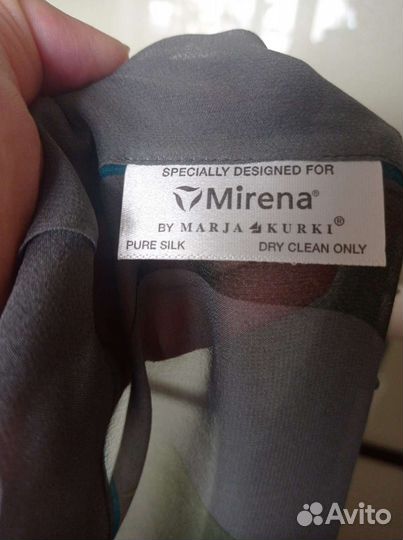 SPECIALLY DESIGNED FOR
Mirena®
BY MARJA KURKI®
PURE SILK DRY CLEAN ONLY
Avito